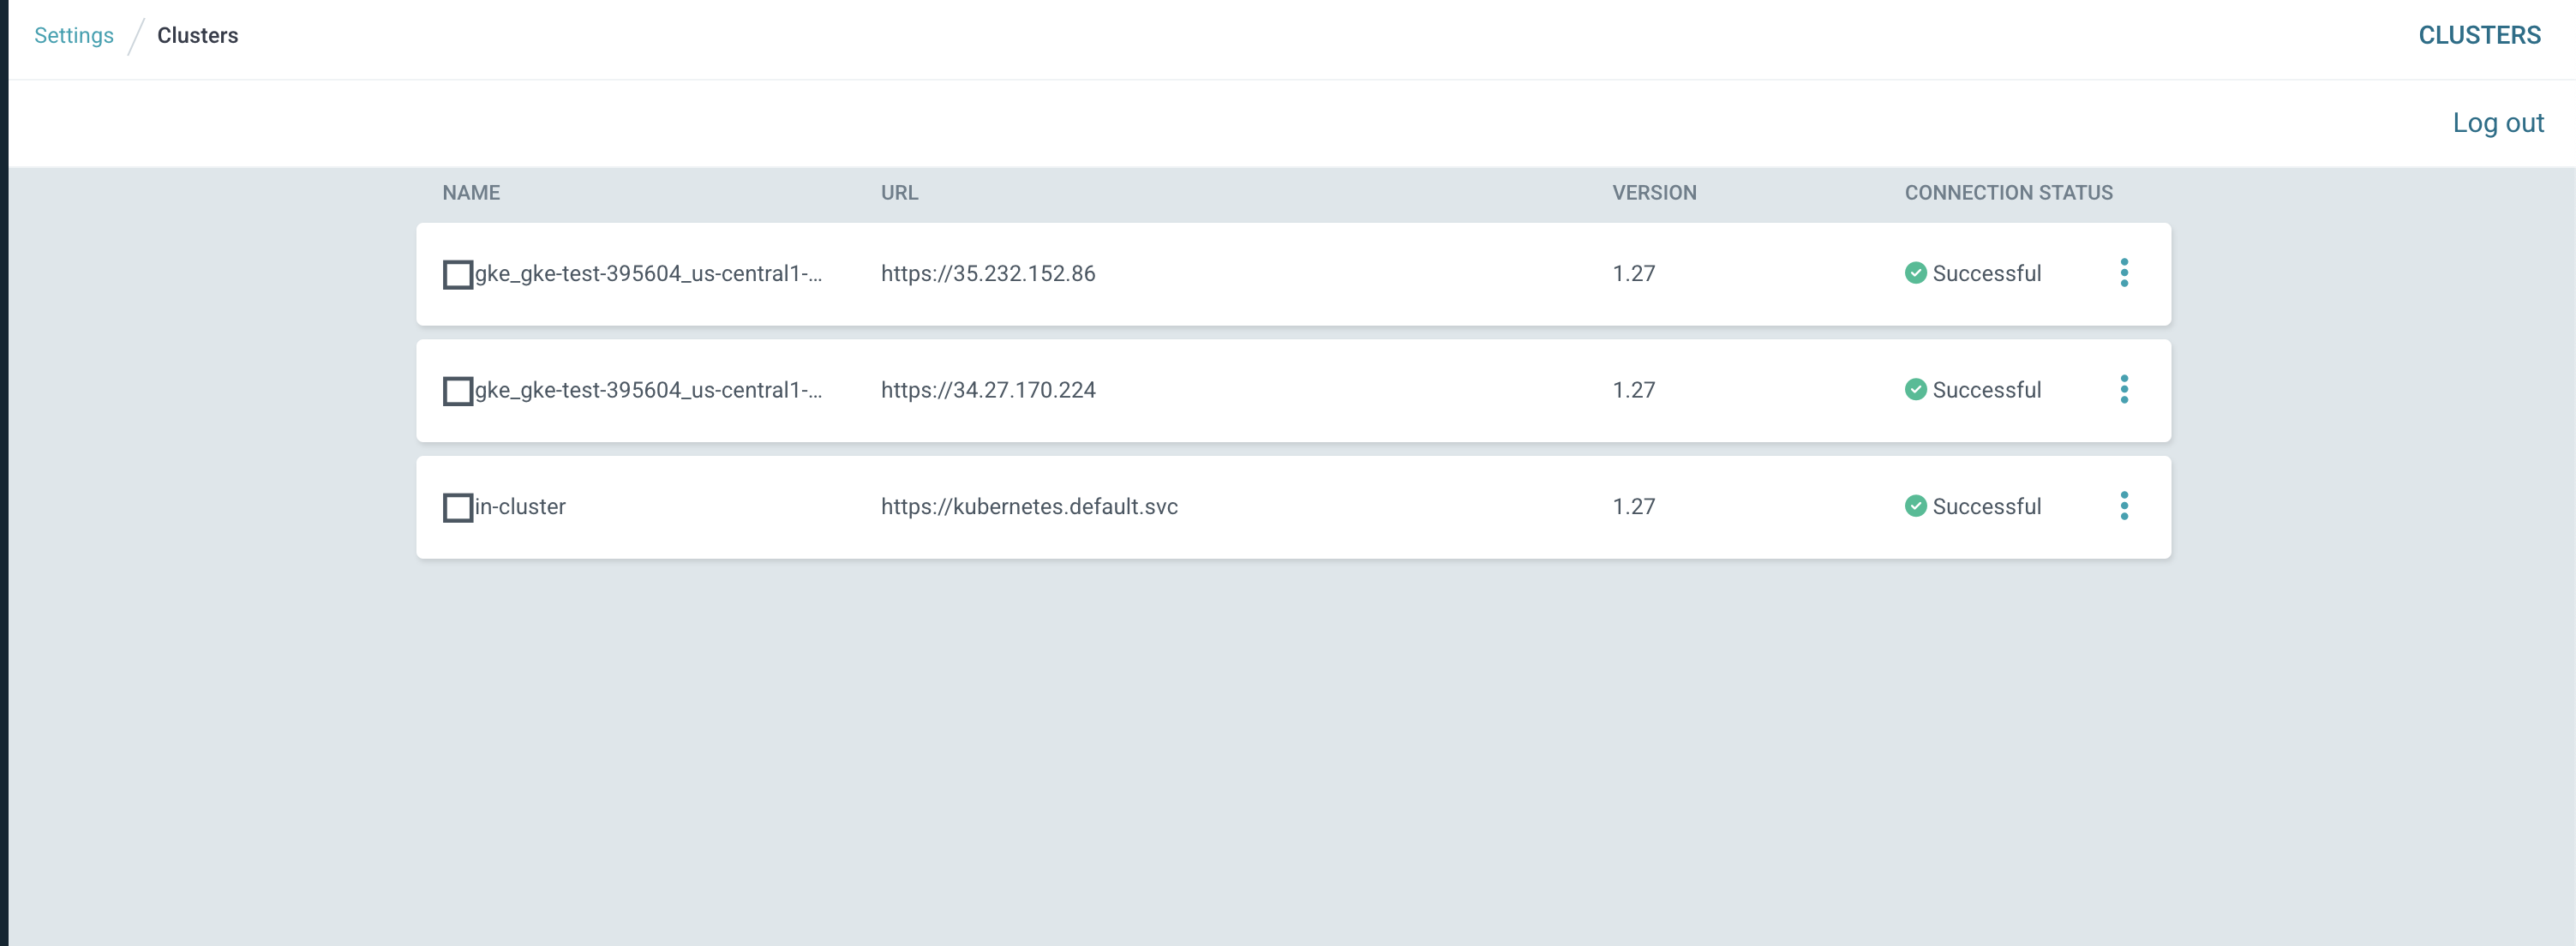 Settings / Clusters CLUSTERS
Log out
NAME URL VERSION CONNECTION STATUS
gke_gke-test-395604_us-central1-... https://35.232.152.86 1.27 Successful
gke_gke-test-395604_us-central1-... https://34.27.170.224 1.27 Successful
in-cluster https://kubernetes.default.svc 1.27 Successful